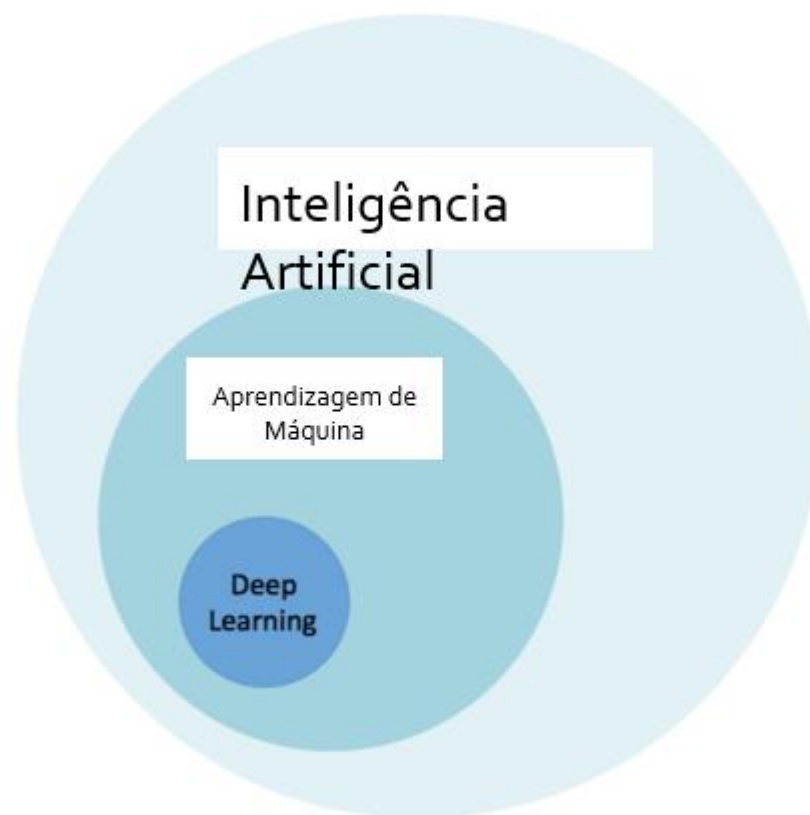 Inteligência
Artificial
Aprendizagem de
Máquina
Deep
Learning